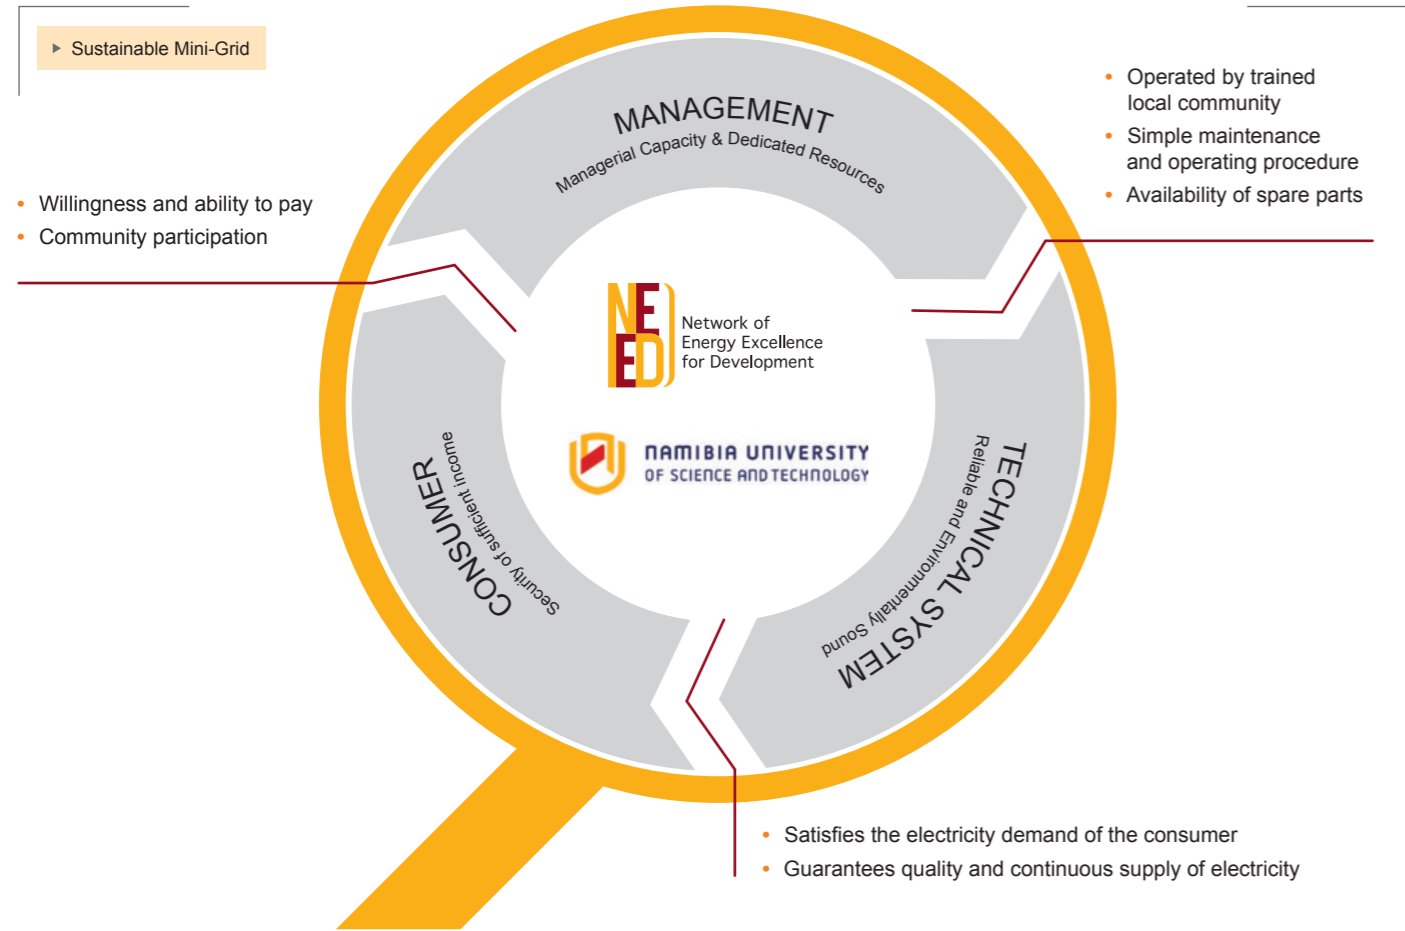 Sustainable Mini-Grid
MANAGEMENT
Managerial Capacity & Dedicated Resources
• Operated by trained
local community
• Simple maintenance
and operating procedure
• Availability of spare parts
• Willingness and ability to pay
• Community participation
NE
ED
Network of
Energy Excellence
for Development
NAMIBIA UNIVERSITY
OF SCIENCE AND TECHNOLOGY
CONSUMER
Security of sufficient income
TECHNICAL SYSTEM
Reliable and Environmentally Sound
• Satisfies the electricity demand of the consumer
• Guarantees quality and continuous supply of electricity